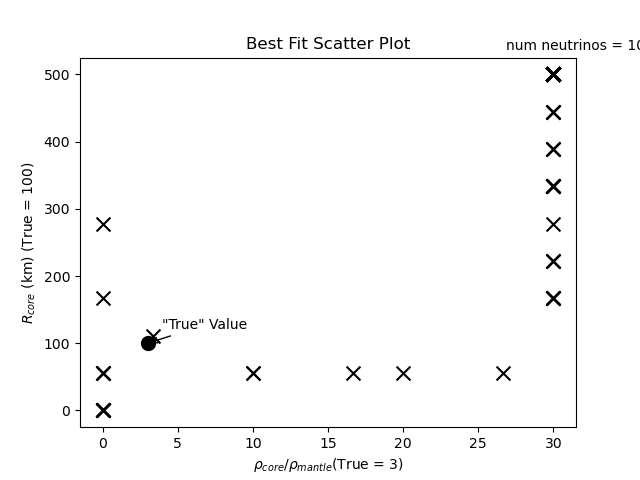 Best Fit Scatter Plot
num neutrinos = 10
500
400
300
200
100
0
R_core (km) (True = 100)
"True" Value
0 5 10 15 20 25 30
ρ_core/ρ_mantle(True = 3)